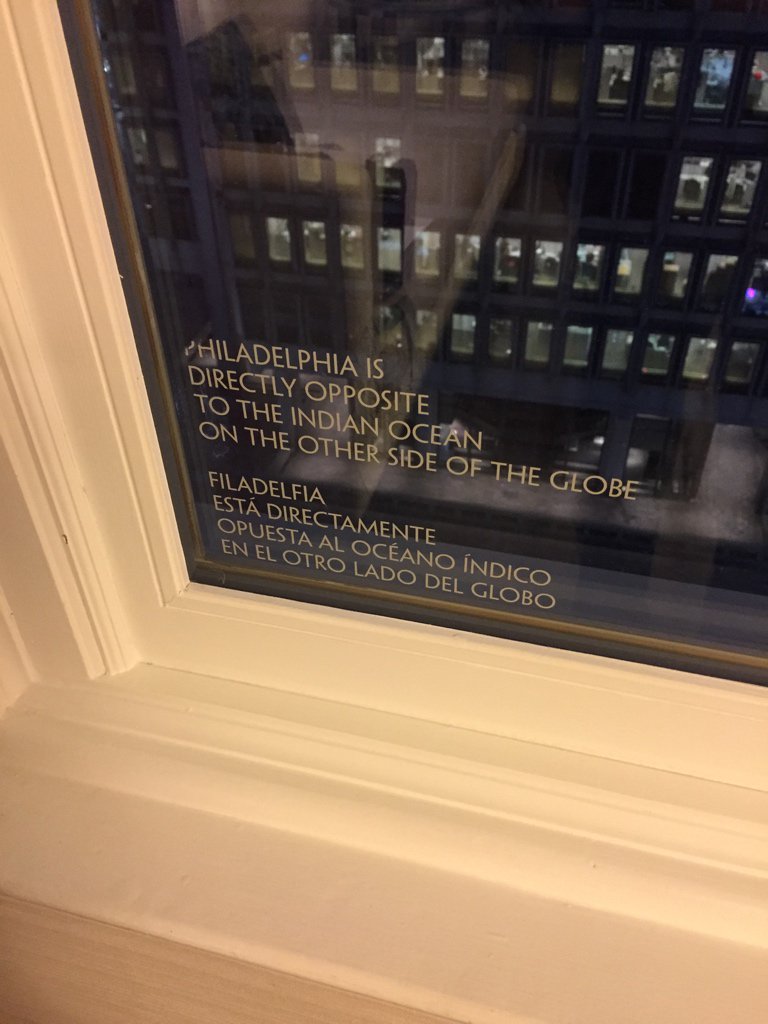 PHILADELPHIA IS
DIRECTLY OPPOSITE
TO THE INDIAN OCEAN
ON THE OTHER SIDE OF THE GLOBE
FILADELFIA
ESTÁ DIRECTAMENTE
OPUESTA AL OCÉANO ÍNDICO
EN EL OTRO LADO DEL GLOBO